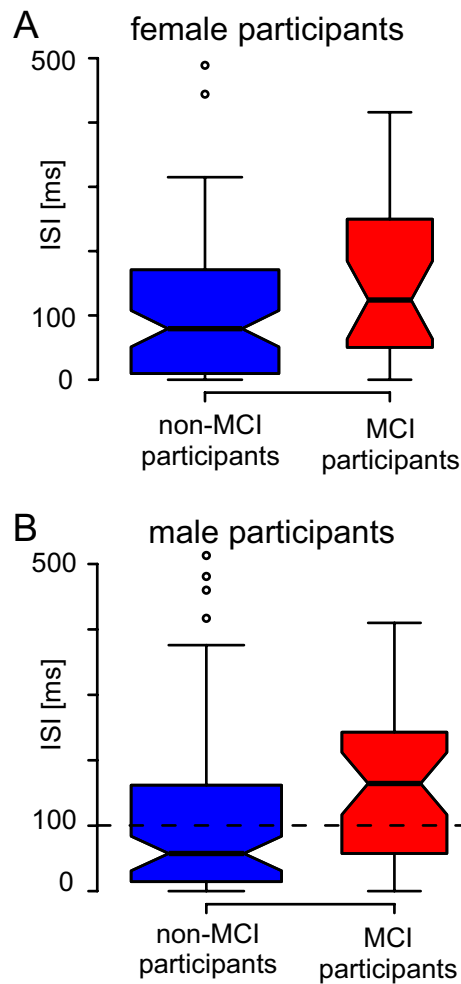 A
female participants
500
ISI [ms]
100
0
non-MCI participants
MCI participants
B
male participants
500
ISI [ms]
100
0
non-MCI participants
MCI participants